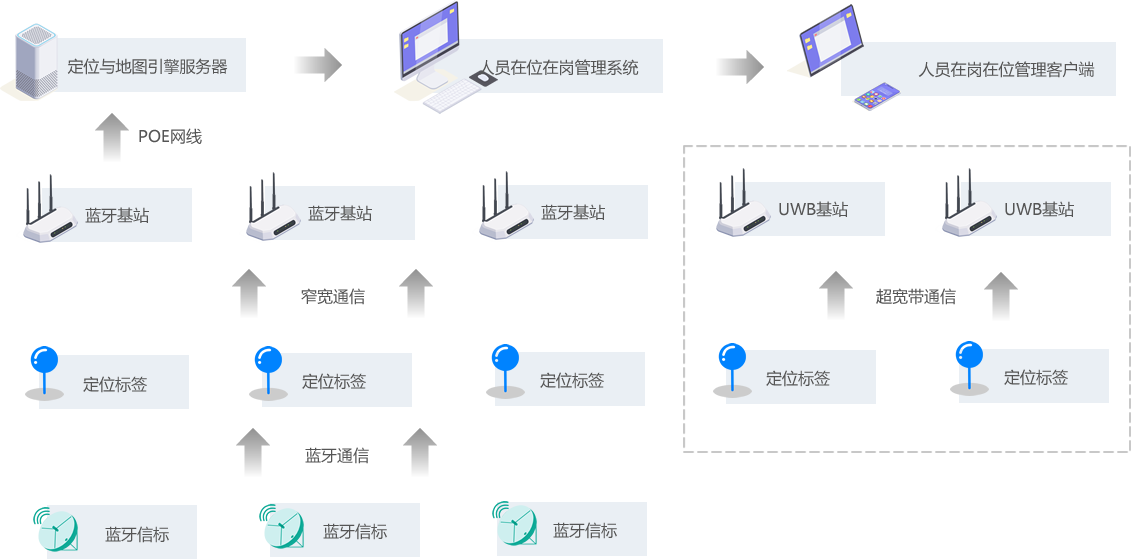 定位与地图引擎服务器
人员在位在岗管理系统
人员在岗在位管理客户端
POE网线
蓝牙基站
蓝牙基站
蓝牙基站
UWB基站
UWB基站
窄宽通信
超宽带通信
定位标签
定位标签
定位标签
定位标签
定位标签
蓝牙通信
蓝牙信标
蓝牙信标
蓝牙信标